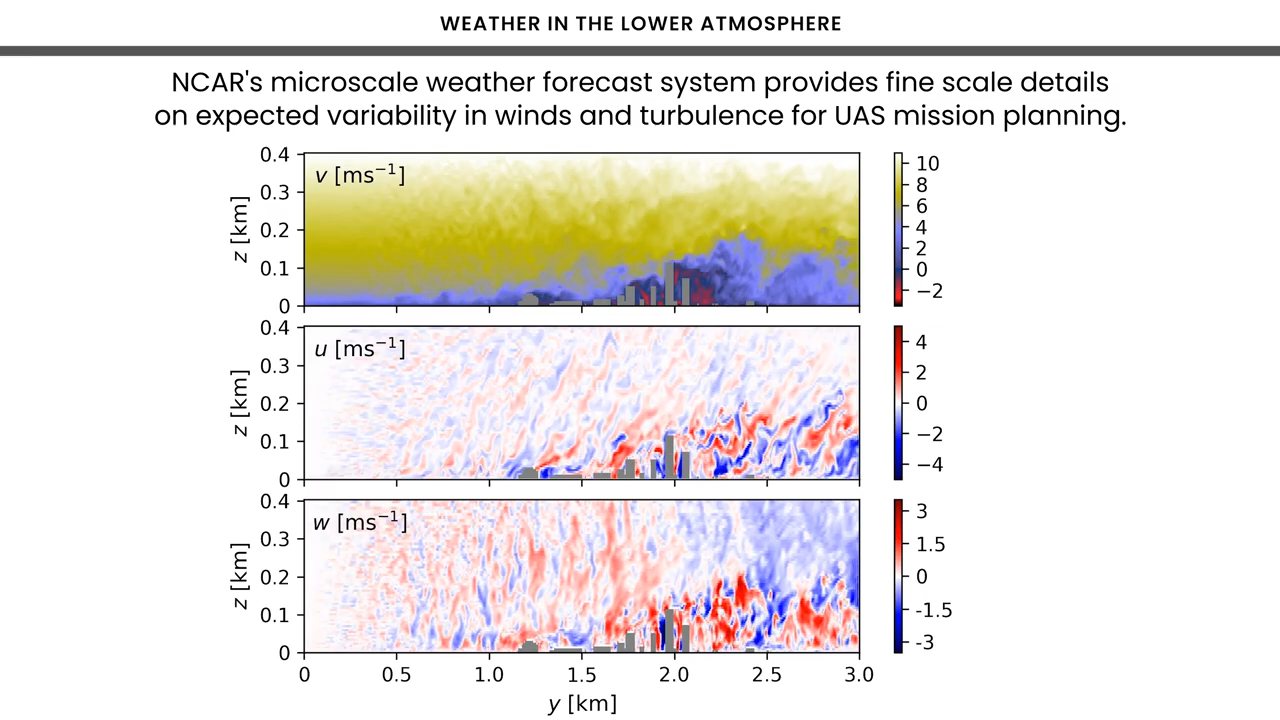 WEATHER IN THE LOWER ATMOSPHERE
NCAR's microscale weather forecast system provides fine scale details
on expected variability in winds and turbulence for UAS mission planning.
v [ms⁻¹]
z [km]
0.4
0.3
0.2
0.1
0
10
8
6
4
2
0
−2
u [ms⁻¹]
z [km]
0.4
0.3
0.2
0.1
0
4
2
0
−2
−4
w [ms⁻¹]
z [km]
0.4
0.3
0.2
0.1
0
3
1.5
0
-1.5
-3
0 0.5 1.0 1.5 2.0 2.5 3.0
y [km]